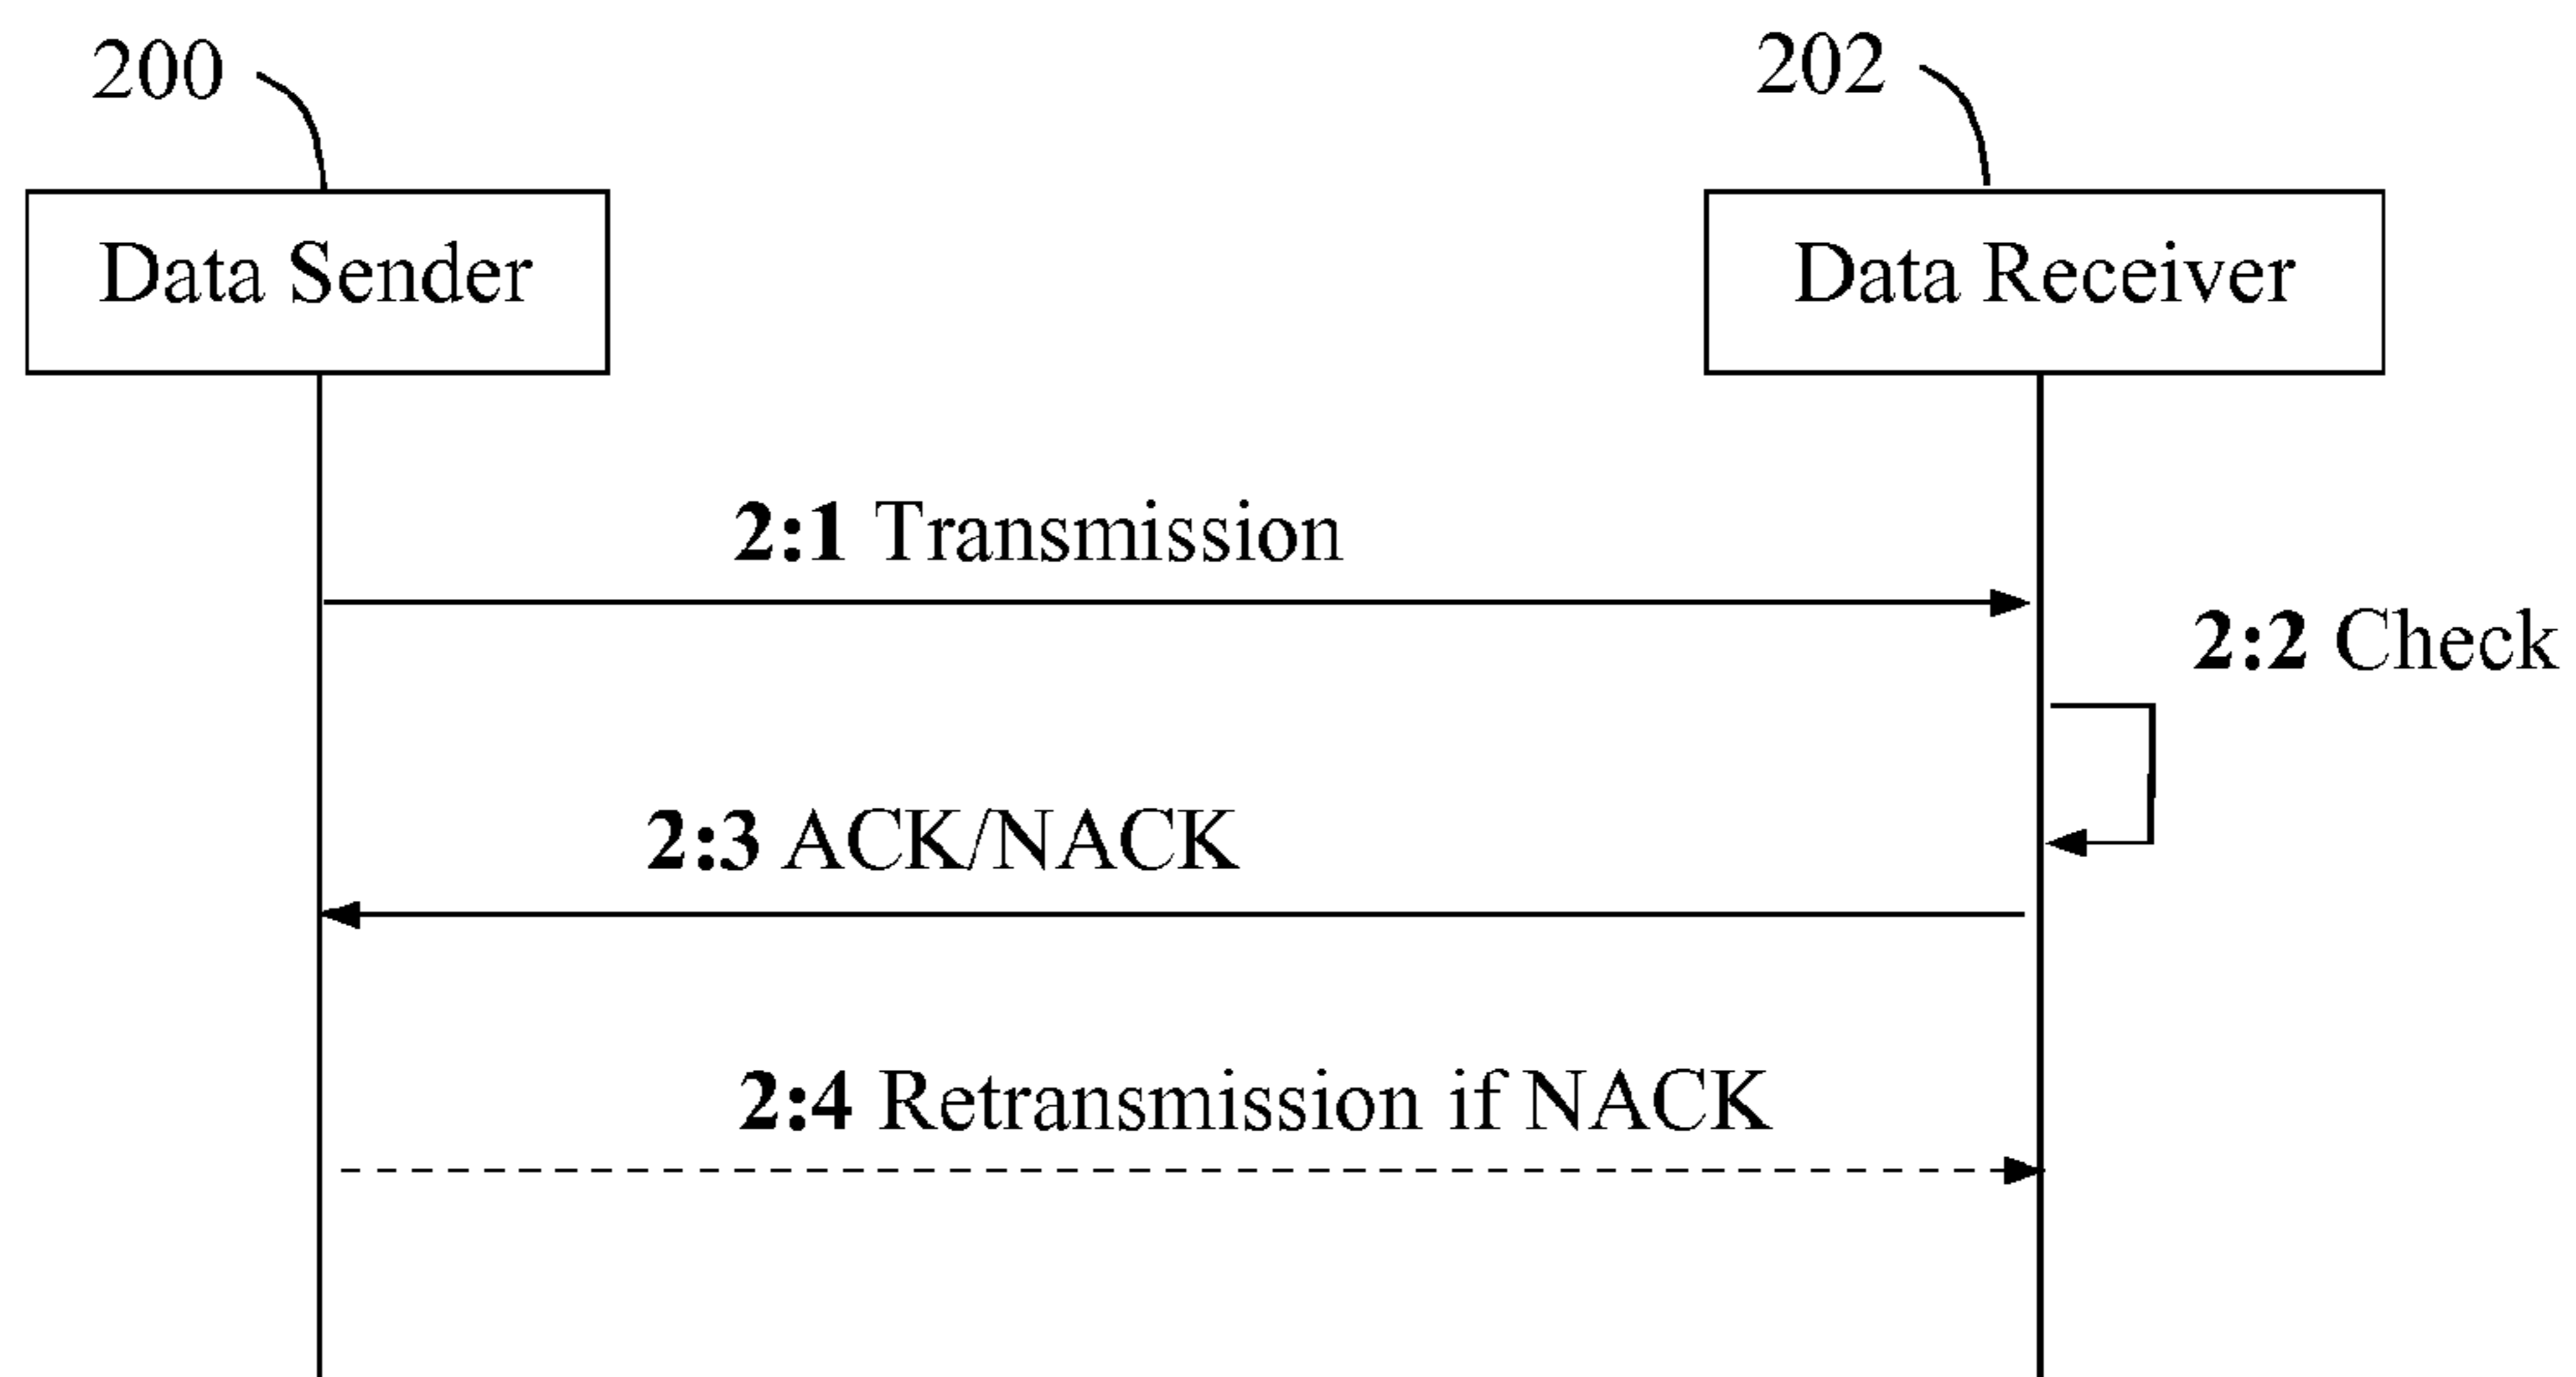 200
202
Data Sender
Data Receiver
2:1 Transmission
2:2 Check
2:3 ACK/NACK
2:4 Retransmission if NACK